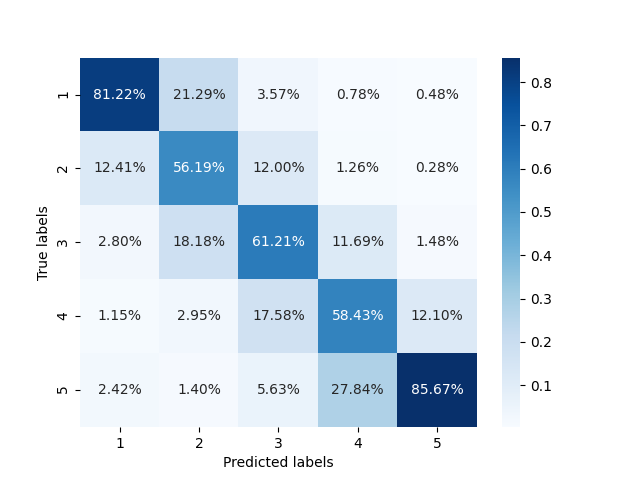 1 81.22% 21.29% 3.57% 0.78% 0.48%
2 12.41% 56.19% 12.00% 1.26% 0.28%
3 2.80% 18.18% 61.21% 11.69% 1.48%
4 1.15% 2.95% 17.58% 58.43% 12.10%
5 2.42% 1.40% 5.63% 27.84% 85.67%
1 2 3 4 5
Predicted labels
True labels
0.8
0.7
0.6
0.5
0.4
0.3
0.2
0.1